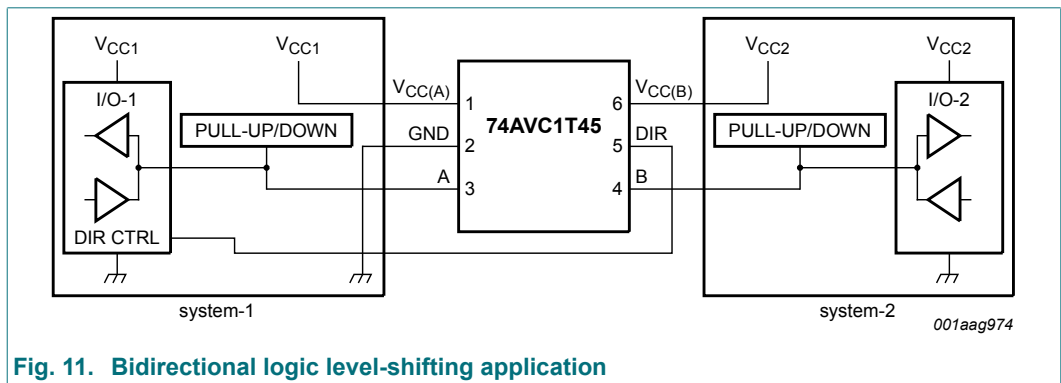 VCC1
VCC1
I/O-1
PULL-UP/DOWN
DIR CTRL
system-1
VCC(A)
GND
A
1
2
3
74AVC1T45
6
5
4
VCC(B)
DIR
B
VCC2
VCC2
PULL-UP/DOWN
I/O-2
system-2
001aag974
Fig. 11. Bidirectional logic level-shifting application